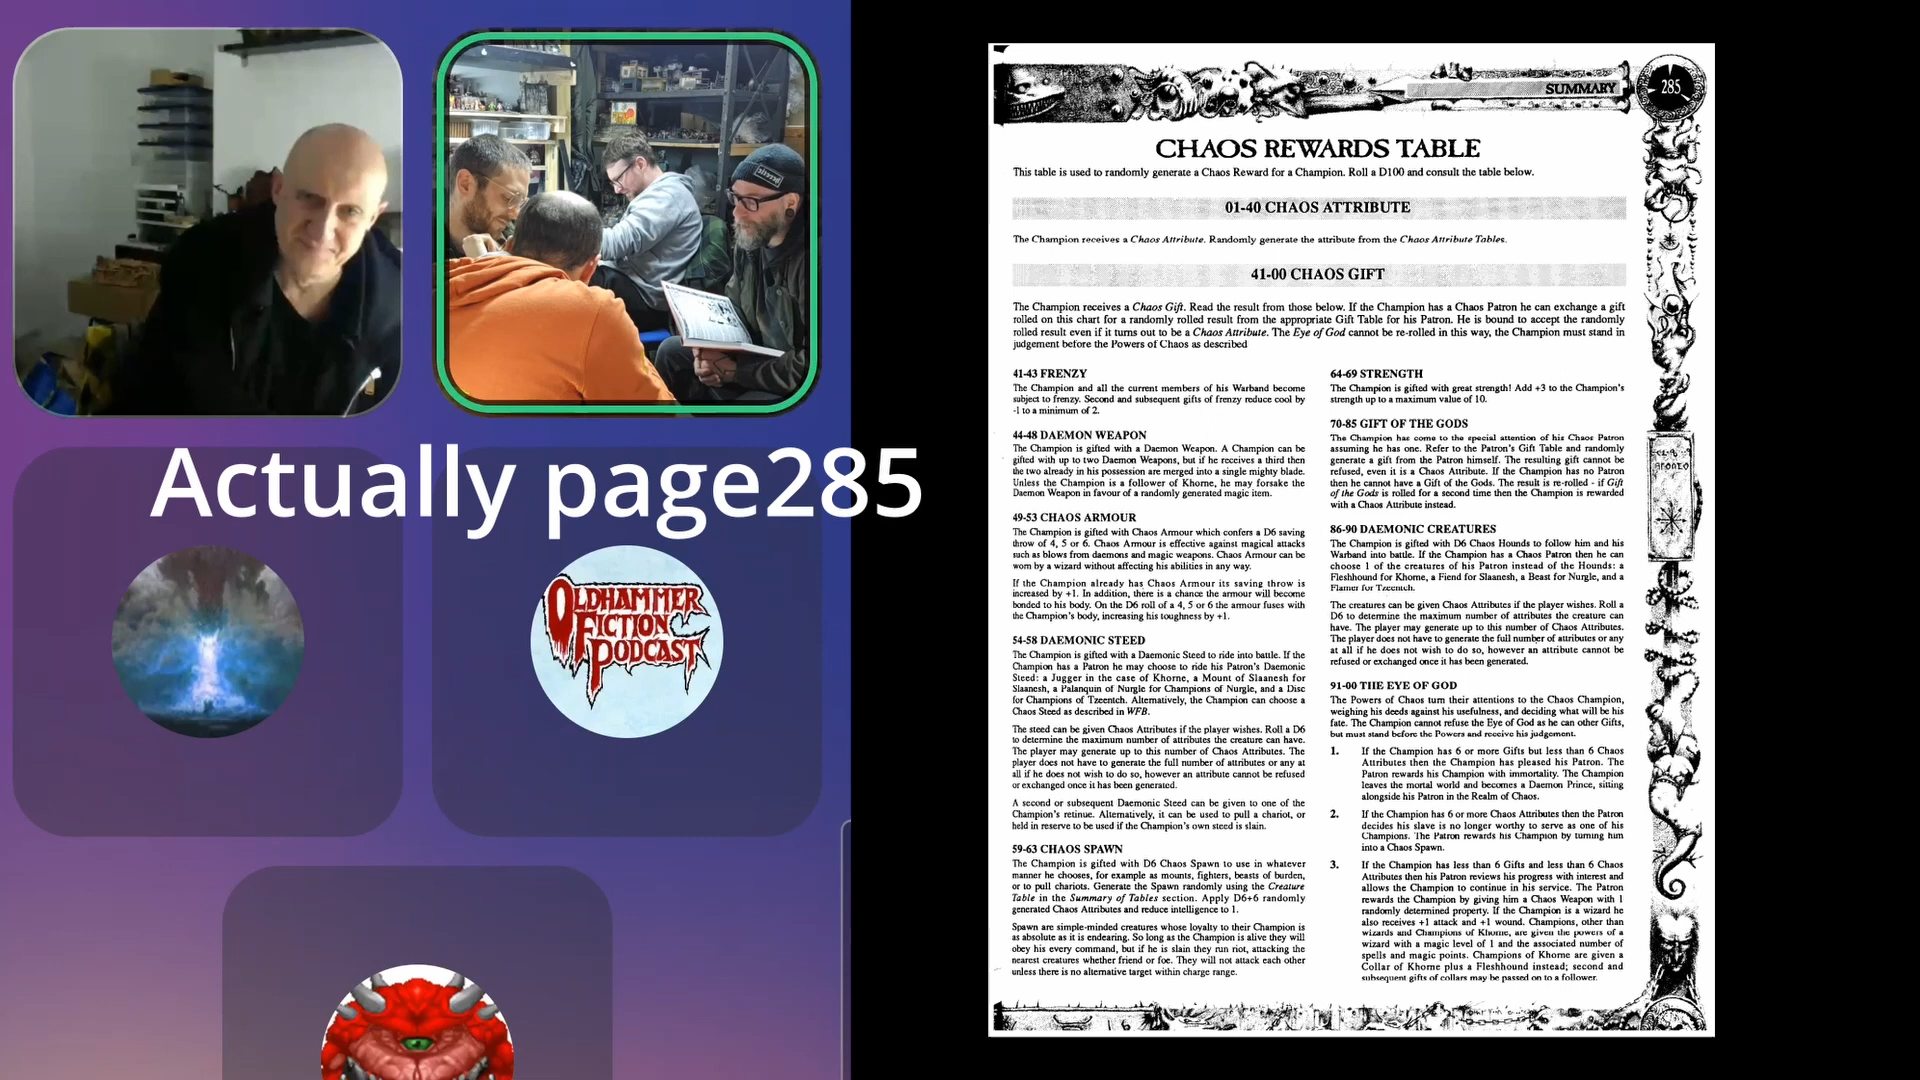 Actually page285
OLDHAMMER
FICTION
PODCAST
SUMMARY
285
CHAOS REWARDS TABLE
This table is used to randomly generate a Chaos Reward for a Champion. Roll a D100 and consult the table below.
01-40 CHAOS ATTRIBUTE
The Champion receives a Chaos Attribute. Randomly generate the attribute from the Chaos Attribute Tables.
41-00 CHAOS GIFT
The Champion receives a Chaos Gift. Read the result from those below. If the Champion has a Chaos Patron he can exchange a gift
rolled on this chart for a randomly rolled result from the appropriate Gift Table for his Patron. He is bound to accept the randomly
rolled result even if it turns out to be a Chaos Attribute. The Eye of God cannot be re-rolled in this way, the Champion must stand in
judgement before the Powers of Chaos as described
41-43 FRENZY
The Champion and all the current members of his Warband become
subject to frenzy. Second and subsequent gifts of frenzy reduce cool by
-1 to a minimum of 2.
44-48 DAEMON WEAPON
The Champion is gifted with a Daemon Weapon. A Champion can be
gifted with up to two Daemon Weapons, but if he receives a third then
the two already in his possession are merged into a single mighty blade.
Unless the Champion is a follower of Khorne, he may forsake the
Daemon Weapon in favour of a randomly generated magic item.
49-53 CHAOS ARMOUR
The Champion is gifted with Chaos Armour which confers a D6 saving
throw of 4, 5 or 6. Chaos Armour is effective against magical attacks
such as blows from daemons and magic weapons. Chaos Armour can be
worn by a wizard without affecting his abilities in any way.
If the Champion already has Chaos Armour its saving throw is
increased by +1. In addition, there is a chance the armour will become
bonded to his body. On the D6 roll of a 4, 5 or 6 the armour fuses with
the Champion's body, increasing his toughness by +1.
54-58 DAEMONIC STEED
The Champion is gifted with a Daemonic Steed to ride into battle. If the
Champion has a Patron he may choose to ride his Patron's Daemonic
Steed: a Jugger in the case of Khorne, a Mount of Slaanesh for
Slaanesh, a Palanquin of Nurgle for Champions of Nurgle, and a Disc
for Champions of Tzeentch. Alternatively, the Champion can choose a
Chaos Steed as described in WFB.
The steed can be given Chaos Attributes if the player wishes. Roll a D6
to determine the maximum number of attributes the creature can have.
The player may generate up to this number of Chaos Attributes. The
player does not have to generate the full number of attributes or any at
all if he does not wish to do so, however an attribute cannot be refused
or exchanged once it has been generated.
A second or subsequent Daemonic Steed can be given to one of the
Champion's retinue. Alternatively, it can be used to pull a chariot, or
held in reserve to be used if the Champion's own steed is slain.
59-63 CHAOS SPAWN
The Champion is gifted with D6 Chaos Spawn to use in whatever
manner he chooses, for example as mounts, fighters, beasts of burden,
or to pull chariots. Generate the Spawn randomly using the Creature
Table in the Summary of Tables section. Apply D6+6 randomly
generated Chaos Attributes and reduce intelligence to 1.
Spawn are simple-minded creatures whose loyalty to their Champion is
as absolute as it is endearing. So long as the Champion is alive they will
obey his every command, but if he is slain they run riot, attacking the
nearest creatures whether friend or foe. They will not attack each other
unless there is no alternative target within charge range.
64-69 STRENGTH
The Champion is gifted with great strength! Add +3 to the Champion's
strength up to a maximum value of 10.
70-85 GIFT OF THE GODS
The Champion has come to the special attention of his Chaos Patron
assuming he has one. Refer to the Patron's Gift Table and randomly
generate a gift from the Patron himself. The resulting gift cannot be
refused, even it is a Chaos Attribute. If the Champion has no Patron
then he cannot have a Gift of the Gods. The result is re-rolled - if Gift
of the Gods is rolled for a second time then the Champion is rewarded
with a Chaos Attribute instead.
86-90 DAEMONIC CREATURES
The Champion is gifted with D6 Chaos Hounds to follow him and his
Warband into battle. If the Champion has a Chaos Patron then he can
choose 1 of the creatures of his Patron instead of the Hounds: a
Fleshhound for Khorne, a Fiend for Slaanesh, a Beast for Nurgle, and a
Flamer for Tzeentch.
The creatures can be given Chaos Attributes if the player wishes. Roll a
D6 to determine the maximum number of attributes the creature can
have. The player may generate up to this number of Chaos Attributes.
The player does not have to generate the full number of attributes or any
at all if he does not wish to do so, however an attribute cannot be
refused or exchanged once it has been generated.
91-00 THE EYE OF GOD
The Powers of Chaos turn their attentions to the Chaos Champion,
weighing his deeds against his usefulness, and deciding what will be his
fate. The Champion cannot refuse the Eye of God as he can other Gifts,
but must stand before the Powers and receive his judgement.
1. If the Champion has 6 or more Gifts but less than 6 Chaos
Attributes then the Champion has pleased his Patron. The
Patron rewards his Champion with immortality. The Champion
leaves the mortal world and becomes a Daemon Prince, sitting
alongside his Patron in the Realm of Chaos.
2. If the Champion has 6 or more Chaos Attributes then the Patron
decides his slave is no longer worthy to serve as one of his
Champions. The Patron rewards his Champion by turning him
into a Chaos Spawn.
3. If the Champion has less than 6 Gifts and less than 6 Chaos
Attributes then his Patron reviews his progress with interest and
allows the Champion to continue in his service. The Patron
rewards the Champion by giving him a Chaos Weapon with 1
randomly determined property. If the Champion is a wizard he
also receives +1 attack and +1 wound. Champions, other than
wizards and Champions of Khorne, are given the powers of a
wizard with a magic level of 1 and the associated number of
spells and magic points. Champions of Khorne are given a
Collar of Khorne plus a Fleshhound instead; second and
subsequent gifts of collars may be passed on to a follower.